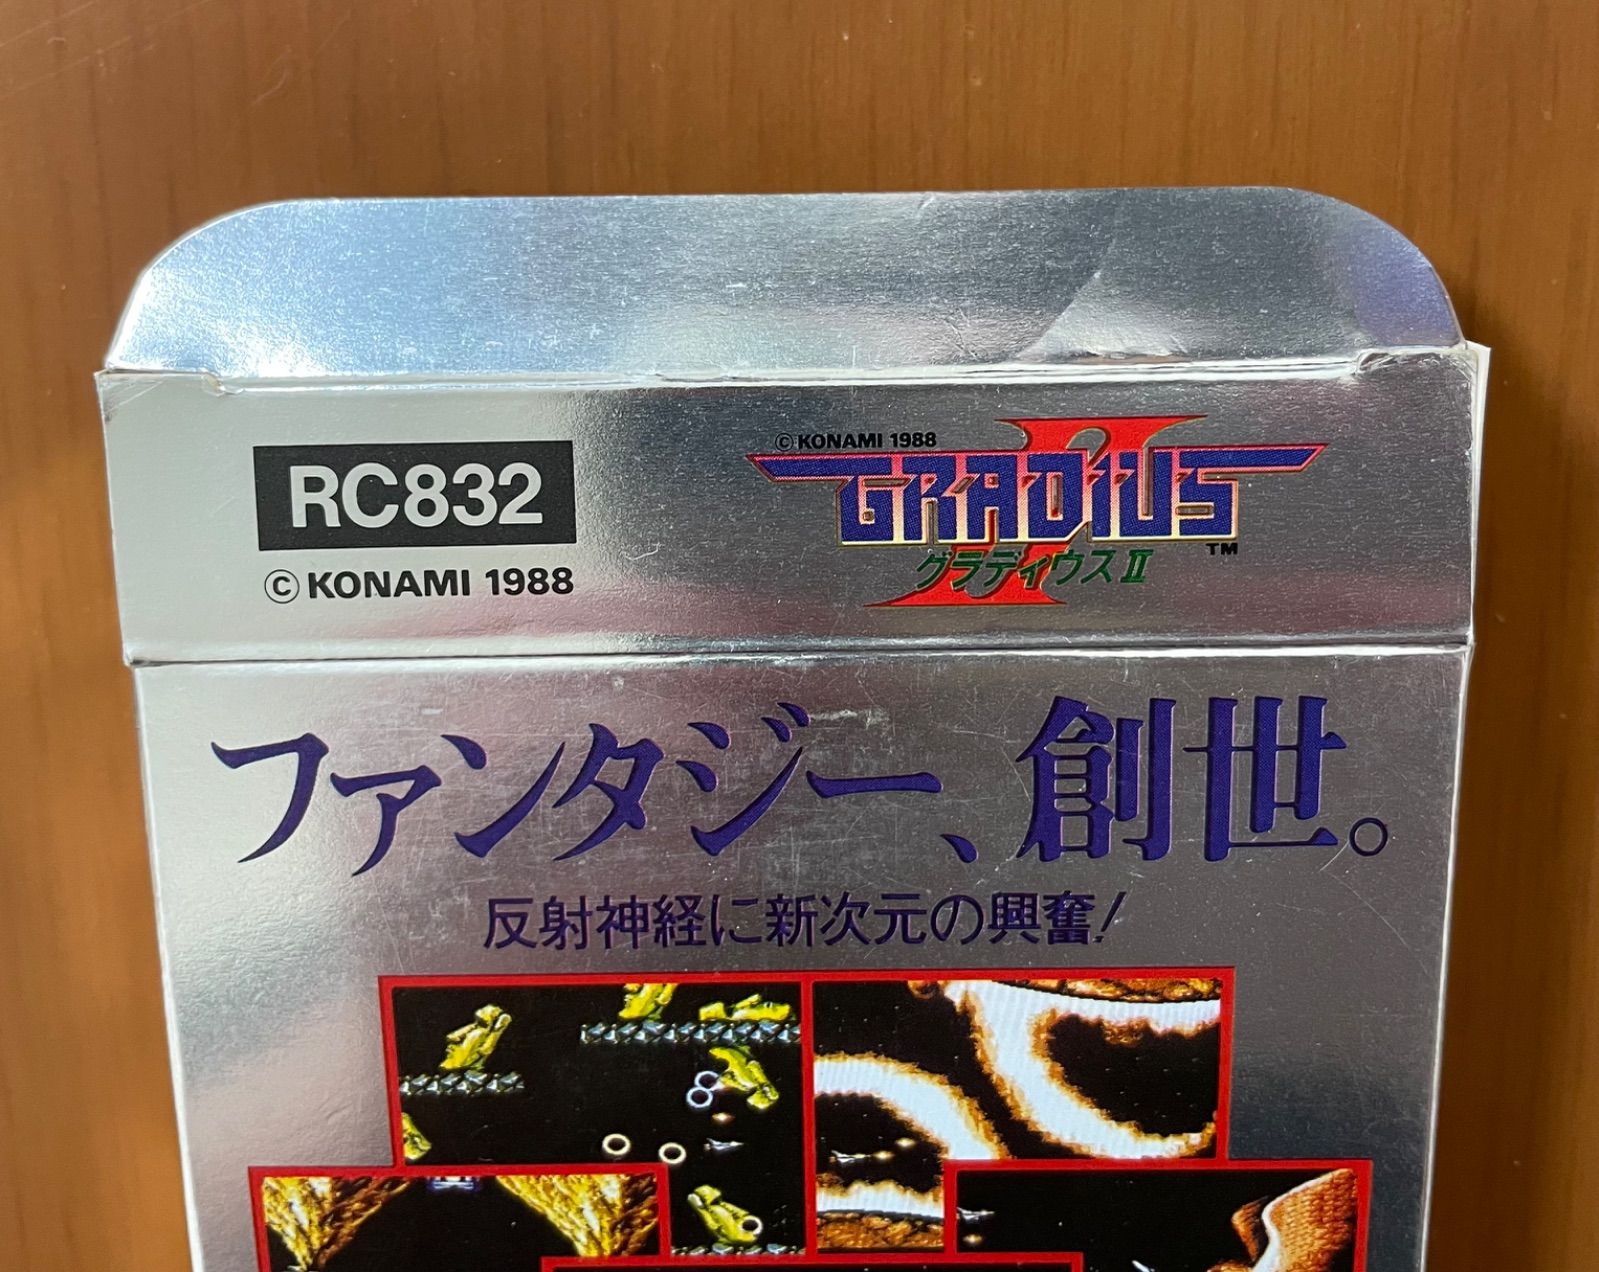 RC832
© KONAMI 1988
© KONAMI 1988
GRADIUS II
TM
グラディウスⅡ
ファンタジー、創世。
反射神経に新次元の興奮!